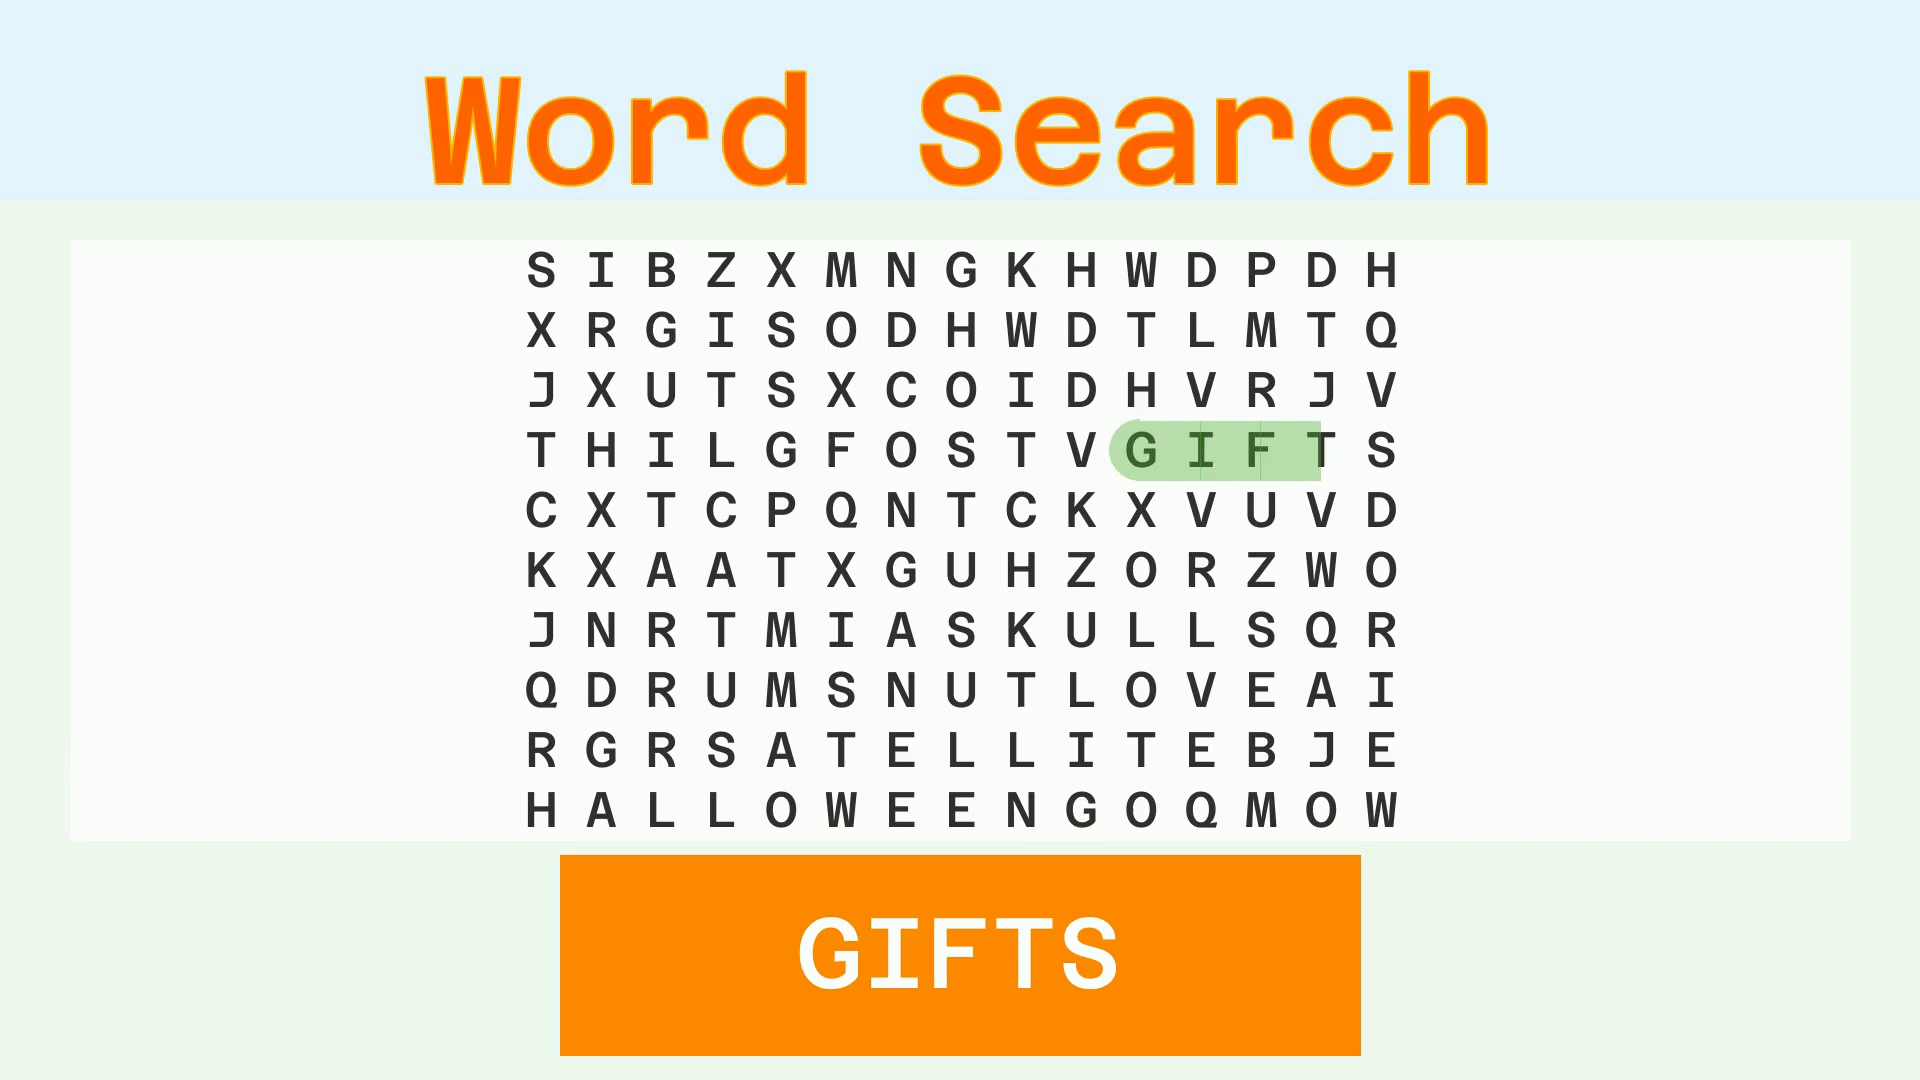 Word Search
S I B Z X M N G K H W D P D H
X R G I S O D H W D T L M T Q
J X U T S X C O I D H V R J V
T H I L G F O S T V G I F T S
C X T C P Q N T C K X V U V D
K X A A T X G U H Z O R Z W O
J N R T M I A S K U L L S Q R
Q D R U M S N U T L O V E A I
R G R S A T E L L I T E B J E
H A L L O W E E N G O Q M O W
GIFTS